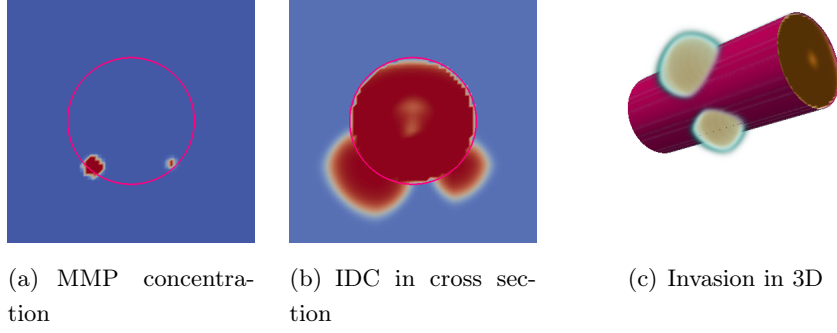 (a) MMP concentra-
tion
(b) IDC in cross sec-
tion
(c) Invasion in 3D